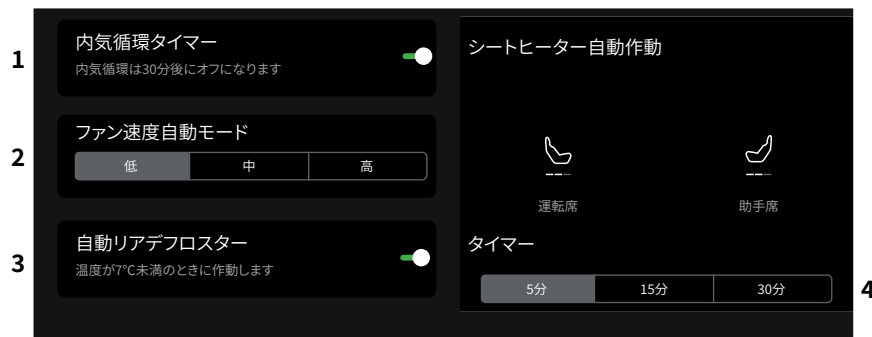 1
内気循環タイマー
内気循環は30分後にオフになります
2
ファン速度自動モード
低 中 高
3
自動リアデフロスター
温度が7℃未満のときに作動します
シートヒーター自動作動
運転席 助手席
タイマー
5分 15分 30分
4